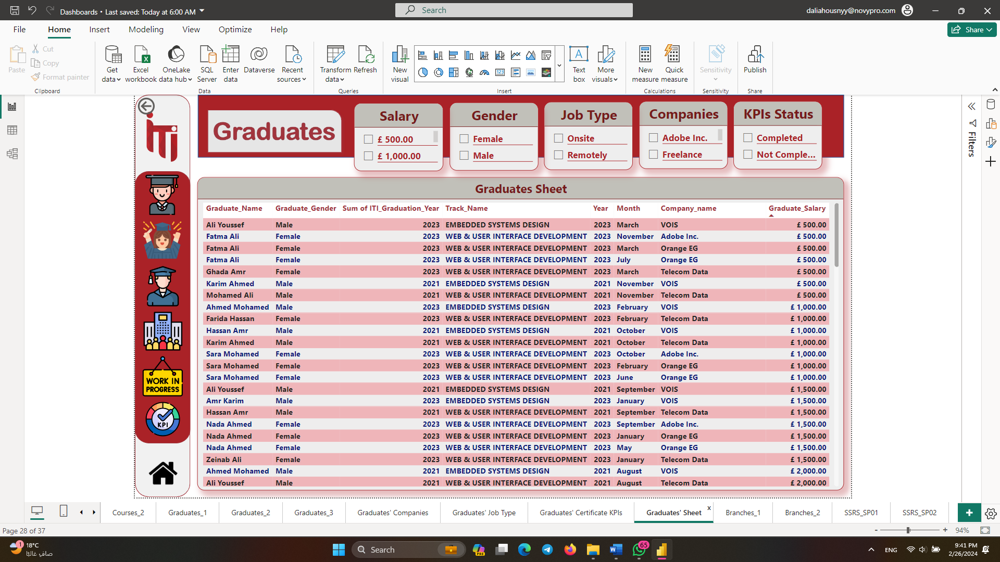 Dashboards • Last saved: Today at 6:00 AM
Search
daliahousnyy@novypro.com
File Home Insert Modeling View Optimize Help
Share
Paste
Cut
Copy
Format painter
Clipboard
Get data
Excel workbook
OneLake data hub
SQL Server
Enter data
Dataverse
Recent sources
Data
Transform data
Refresh
Queries
New visual
Text box
More visuals
Insert
New measure
Quick measure
Calculations
Sensitivity
Sensitivity
Publish
Share
iTi
Graduates
Salary
£ 500.00
£ 1,000.00
Gender
Female
Male
Job Type
Onsite
Remotely
Companies
Adobe Inc.
Freelance
KPIs Status
Completed
Not Comple...
Filters
WORK IN PROGRESS
KPI
Graduates Sheet
Graduate_Name Graduate_Gender Sum of ITI_Graduation_Year Track_Name Year Month Company_name Graduate_Salary
Ali Youssef Male 2023 EMBEDDED SYSTEMS DESIGN 2023 March VOIS £ 500.00
Fatma Ali Female 2023 WEB & USER INTERFACE DEVELOPMENT 2023 November Adobe Inc. £ 500.00
Fatma Ali Female 2023 WEB & USER INTERFACE DEVELOPMENT 2023 March Orange EG £ 500.00
Fatma Ali Female 2023 WEB & USER INTERFACE DEVELOPMENT 2023 July Orange EG £ 500.00
Ghada Amr Female 2023 WEB & USER INTERFACE DEVELOPMENT 2023 March Telecom Data £ 500.00
Karim Ahmed Male 2021 EMBEDDED SYSTEMS DESIGN 2021 November VOIS £ 500.00
Mohamed Ali Male 2021 WEB & USER INTERFACE DEVELOPMENT 2021 November Telecom Data £ 500.00
Ahmed Mohamed Male 2023 EMBEDDED SYSTEMS DESIGN 2023 February VOIS £ 1,000.00
Farida Hassan Female 2023 WEB & USER INTERFACE DEVELOPMENT 2023 February Telecom Data £ 1,000.00
Hassan Amr Male 2021 EMBEDDED SYSTEMS DESIGN 2021 October VOIS £ 1,000.00
Karim Ahmed Male 2021 WEB & USER INTERFACE DEVELOPMENT 2021 October Telecom Data £ 1,000.00
Sara Mohamed Female 2023 WEB & USER INTERFACE DEVELOPMENT 2023 October Adobe Inc. £ 1,000.00
Sara Mohamed Female 2023 WEB & USER INTERFACE DEVELOPMENT 2023 February Orange EG £ 1,000.00
Sara Mohamed Female 2023 WEB & USER INTERFACE DEVELOPMENT 2023 June Orange EG £ 1,000.00
Ali Youssef Male 2021 EMBEDDED SYSTEMS DESIGN 2021 September VOIS £ 1,500.00
Amr Karim Male 2023 EMBEDDED SYSTEMS DESIGN 2023 January VOIS £ 1,500.00
Hassan Amr Male 2021 WEB & USER INTERFACE DEVELOPMENT 2021 September Telecom Data £ 1,500.00
Nada Ahmed Female 2023 WEB & USER INTERFACE DEVELOPMENT 2023 September Adobe Inc. £ 1,500.00
Nada Ahmed Female 2023 WEB & USER INTERFACE DEVELOPMENT 2023 January Orange EG £ 1,500.00
Nada Ahmed Female 2023 WEB & USER INTERFACE DEVELOPMENT 2023 May Orange EG £ 1,500.00
Zeinab Ali Female 2023 WEB & USER INTERFACE DEVELOPMENT 2023 January Telecom Data £ 1,500.00
Ahmed Mohamed Male 2021 EMBEDDED SYSTEMS DESIGN 2021 August VOIS £ 2,000.00
Ali Youssef Male 2021 WEB & USER INTERFACE DEVELOPMENT 2021 August Telecom Data £ 2,000.00
Courses_2 Graduates_1 Graduates_2 Graduates_3 Graduates' Companies Graduates' Job Type Graduates' Certificate KPIs Graduates' Sheet x Branches_1 Branches_2 SSRS_SP01 SSRS_SP02 +
Page 28 of 37
- + 94%
1
18°C
صافٍ غالبًا
Search
PRE
65
ENG
9:41 PM
2/26/2024